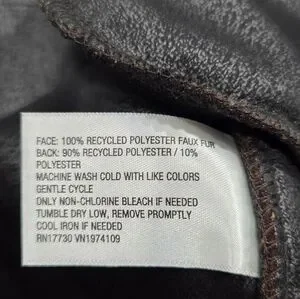 FACE: 100% RECYCLED POLYESTER FAUX FUR
BACK: 90% RECYCLED POLYESTER / 10%
POLYESTER
MACHINE WASH COLD WITH LIKE COLORS
GENTLE CYCLE
ONLY NON-CHLORINE BLEACH IF NEEDED
TUMBLE DRY LOW, REMOVE PROMPTLY
COOL IRON IF NEEDED
RN17730 VN1974109